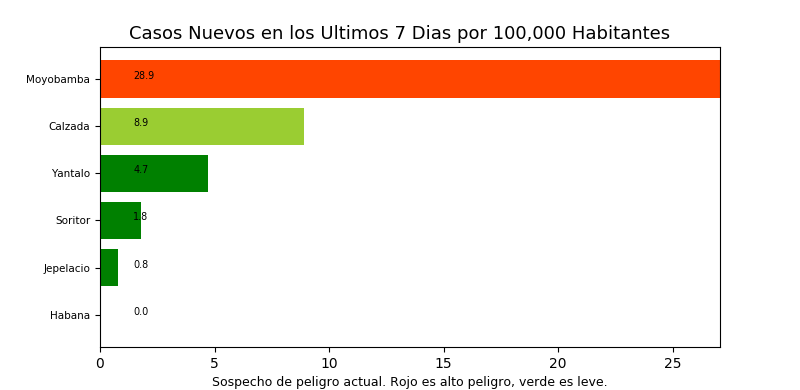 Casos Nuevos en los Ultimos 7 Dias por 100,000 Habitantes
Moyobamba 28.9
Calzada 8.9
Yantalo 4.7
Soritor 1.8
Jepelacio 0.8
Habana 0.0
0 5 10 15 20 25
Sospecho de peligro actual. Rojo es alto peligro, verde es leve.